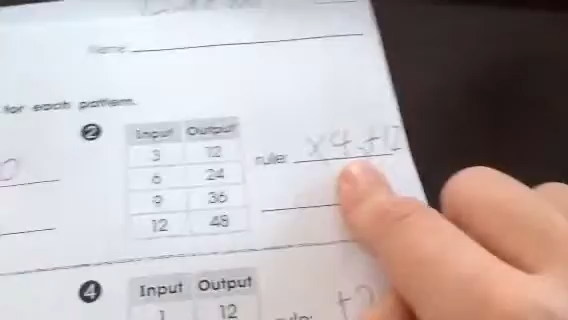 Name
for each pattern.
2
Input Output
3 12
6 24
9 36
12 48
rule: x4
4
Input Output
1 12
rule: